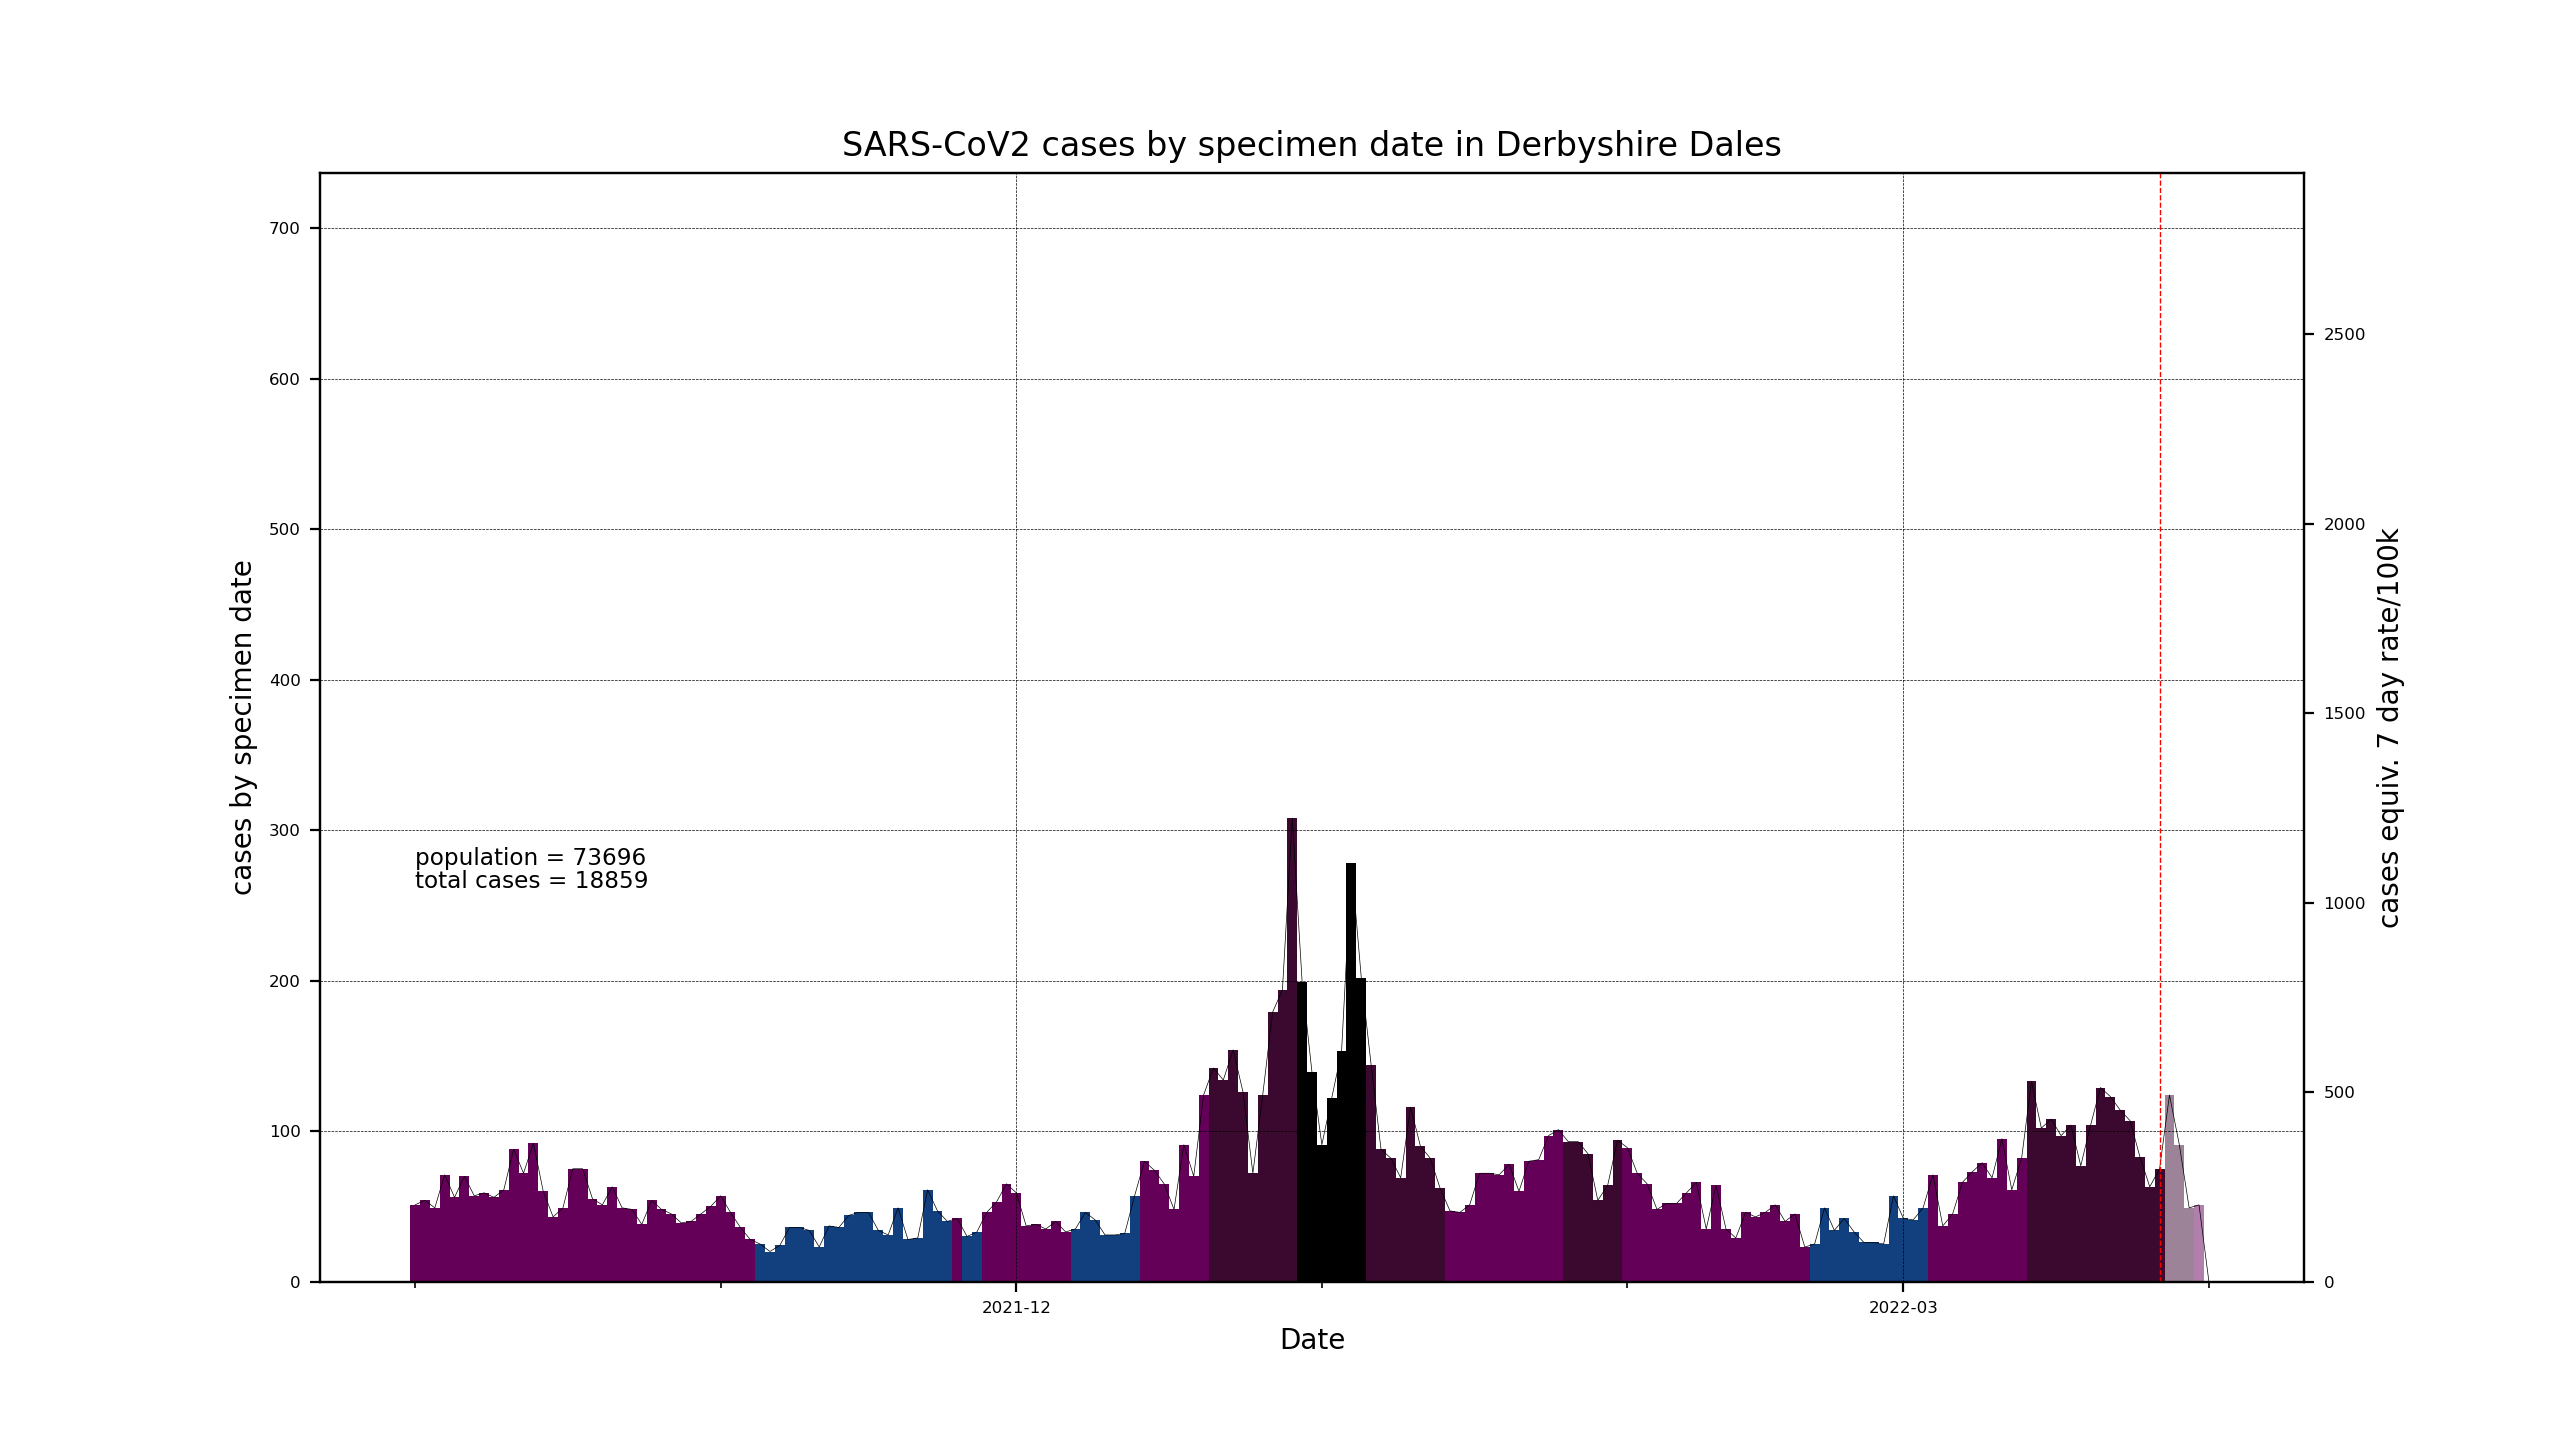 SARS-CoV2 cases by specimen date in Derbyshire Dales
700
600
500
400
300
200
100
0
cases by specimen date
population = 73696
total cases = 18859
2500
2000
1500
1000
500
0
cases equiv. 7 day rate/100k
2021-12
2022-03
Date